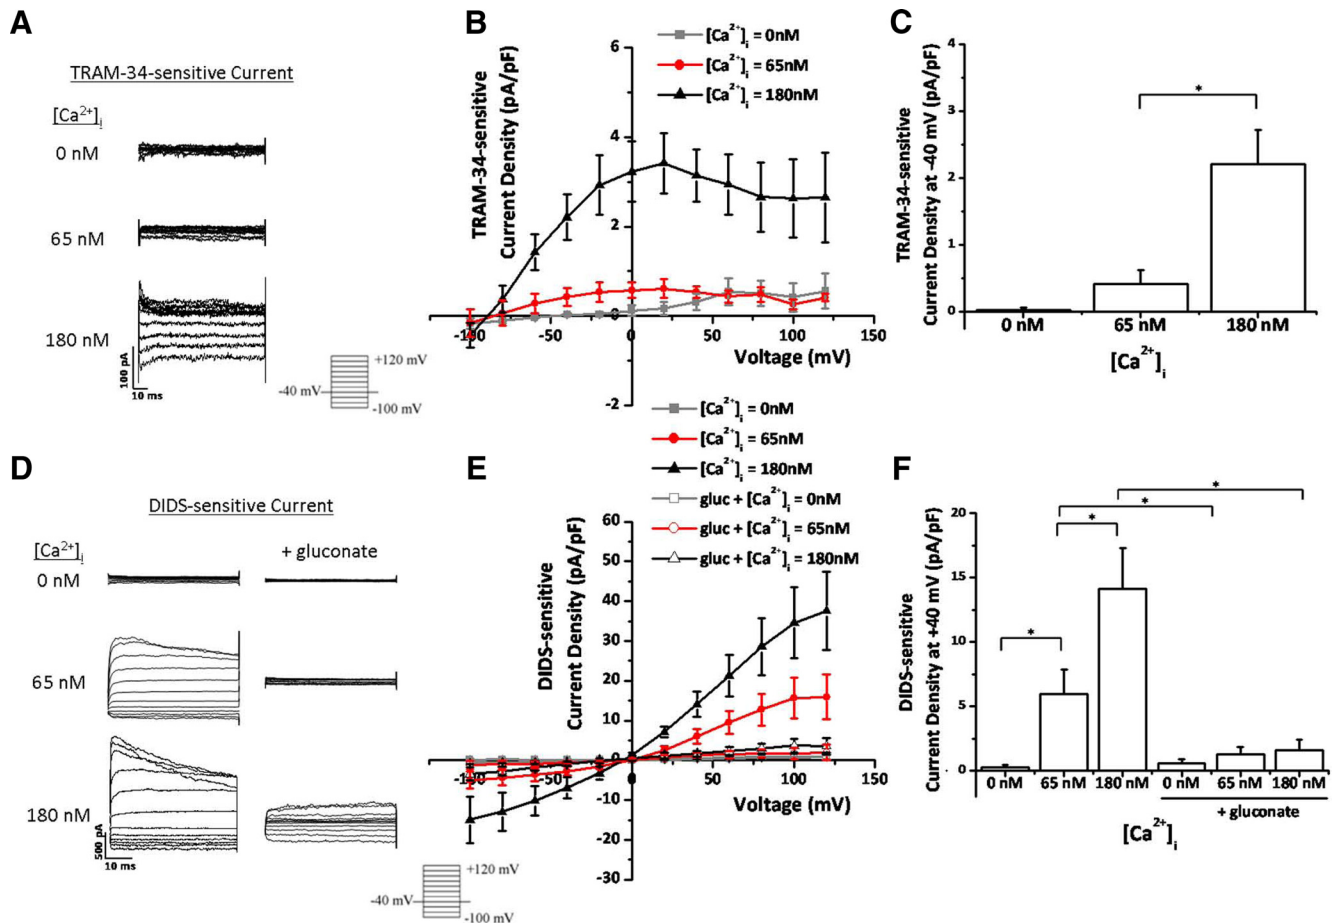 A
TRAM-34-sensitive Current
[Ca2+]i
0 nM
65 nM
180 nM
100 pA
10 ms
+120 mV
-40 mV
-100 mV
B
TRAM-34-sensitive
Current Density (pA/pF)
[Ca2+]i = 0nM
[Ca2+]i = 65nM
[Ca2+]i = 180nM
6
4
2
-2
-100
-50
0
50
100
150
Voltage (mV)
C
TRAM-34-sensitive
Current Density at -40 mV (pA/pF)
4
3
2
1
0
*
0 nM
65 nM
180 nM
[Ca2+]i
D
DIDS-sensitive Current
[Ca2+]i
+ gluconate
0 nM
65 nM
180 nM
500 pA
10 ms
+120 mV
-40 mV
-100 mV
E
DIDS-sensitive
Current Density (pA/pF)
[Ca2+]i = 0nM
[Ca2+]i = 65nM
[Ca2+]i = 180nM
gluc + [Ca2+]i = 0nM
gluc + [Ca2+]i = 65nM
gluc + [Ca2+]i = 180nM
60
50
40
30
20
10
-10
-20
-30
-100
-50
0
50
100
150
Voltage (mV)
F
DIDS-sensitive
Current Density at +40 mV (pA/pF)
20
15
10
5
0
*
*
*
*
0 nM
65 nM
180 nM
0 nM
65 nM
180 nM
+ gluconate
[Ca2+]i